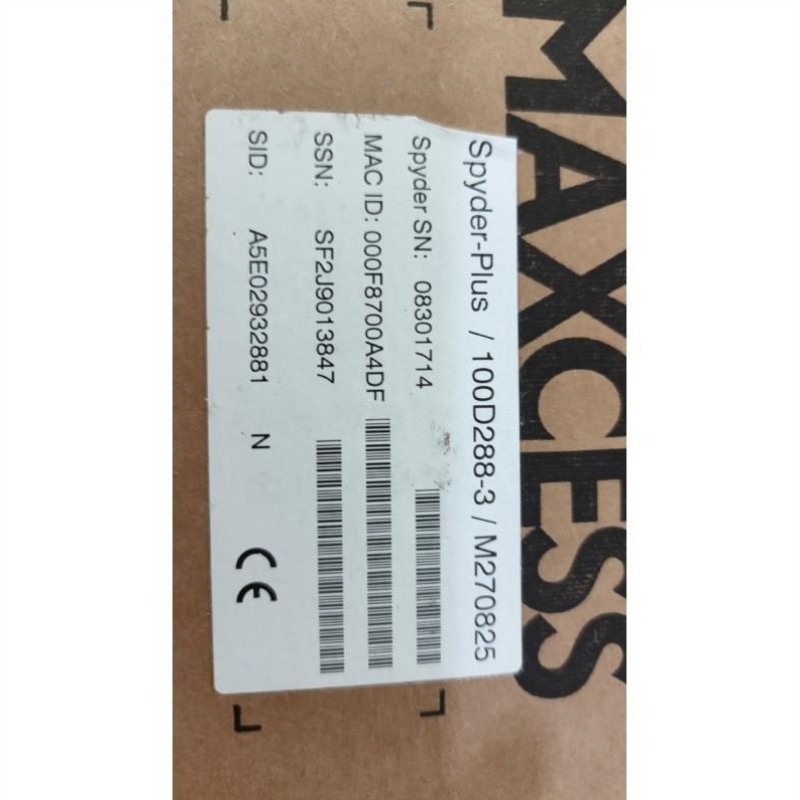 MAXCESS
Spyder-Plus / 100D288-3 / M270825
Spyder SN: 08301714
MAC ID: 000F8700A4DF
SSN: SF2J9013847
SID: A5E02932881 N
CE